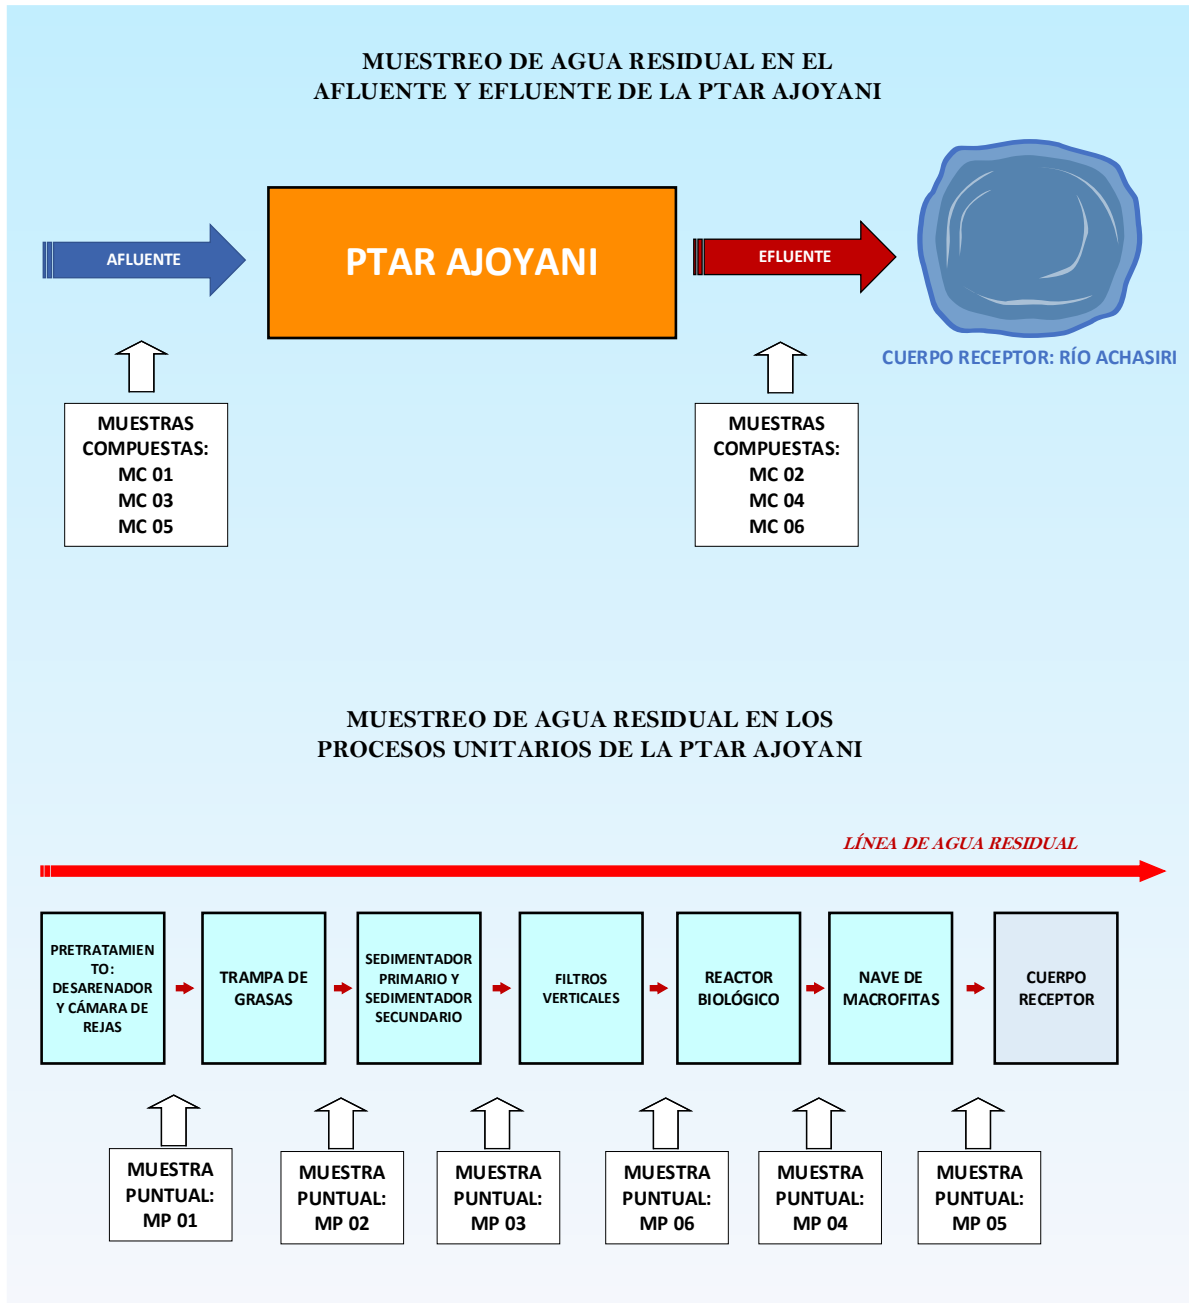 MUESTREO DE AGUA RESIDUAL EN EL
AFLUENTE Y EFLUENTE DE LA PTAR AJOYANI
AFLUENTE
PTAR AJOYANI
EFLUENTE
CUERPO RECEPTOR: RÍO ACHASIRI
MUESTRAS
COMPUESTAS:
MC 01
MC 03
MC 05
MUESTRAS
COMPUESTAS:
MC 02
MC 04
MC 06
MUESTREO DE AGUA RESIDUAL EN LOS
PROCESOS UNITARIOS DE LA PTAR AJOYANI
LÍNEA DE AGUA RESIDUAL
PRETRATAMIEN
TO:
DESARENADOR
Y CÁMARA DE
REJAS
TRAMPA DE
GRASAS
SEDIMENTADOR
PRIMARIO Y
SEDIMENTADOR
SECUNDARIO
FILTROS
VERTICALES
REACTOR
BIOLÓGICO
NAVE DE
MACROFITAS
CUERPO
RECEPTOR
MUESTRA
PUNTUAL:
MP 01
MUESTRA
PUNTUAL:
MP 02
MUESTRA
PUNTUAL:
MP 03
MUESTRA
PUNTUAL:
MP 06
MUESTRA
PUNTUAL:
MP 04
MUESTRA
PUNTUAL:
MP 05